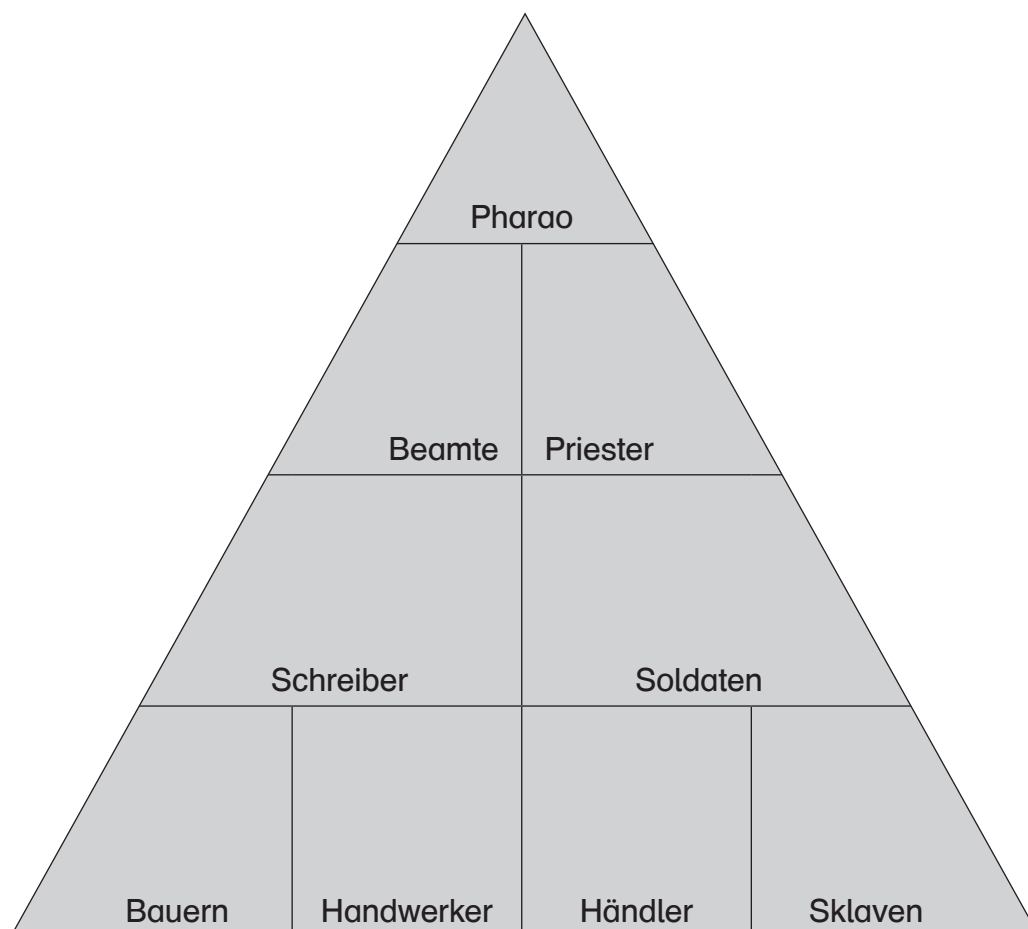 Pharao
Beamte Priester
Schreiber Soldaten
Bauern Handwerker Händler Sklaven